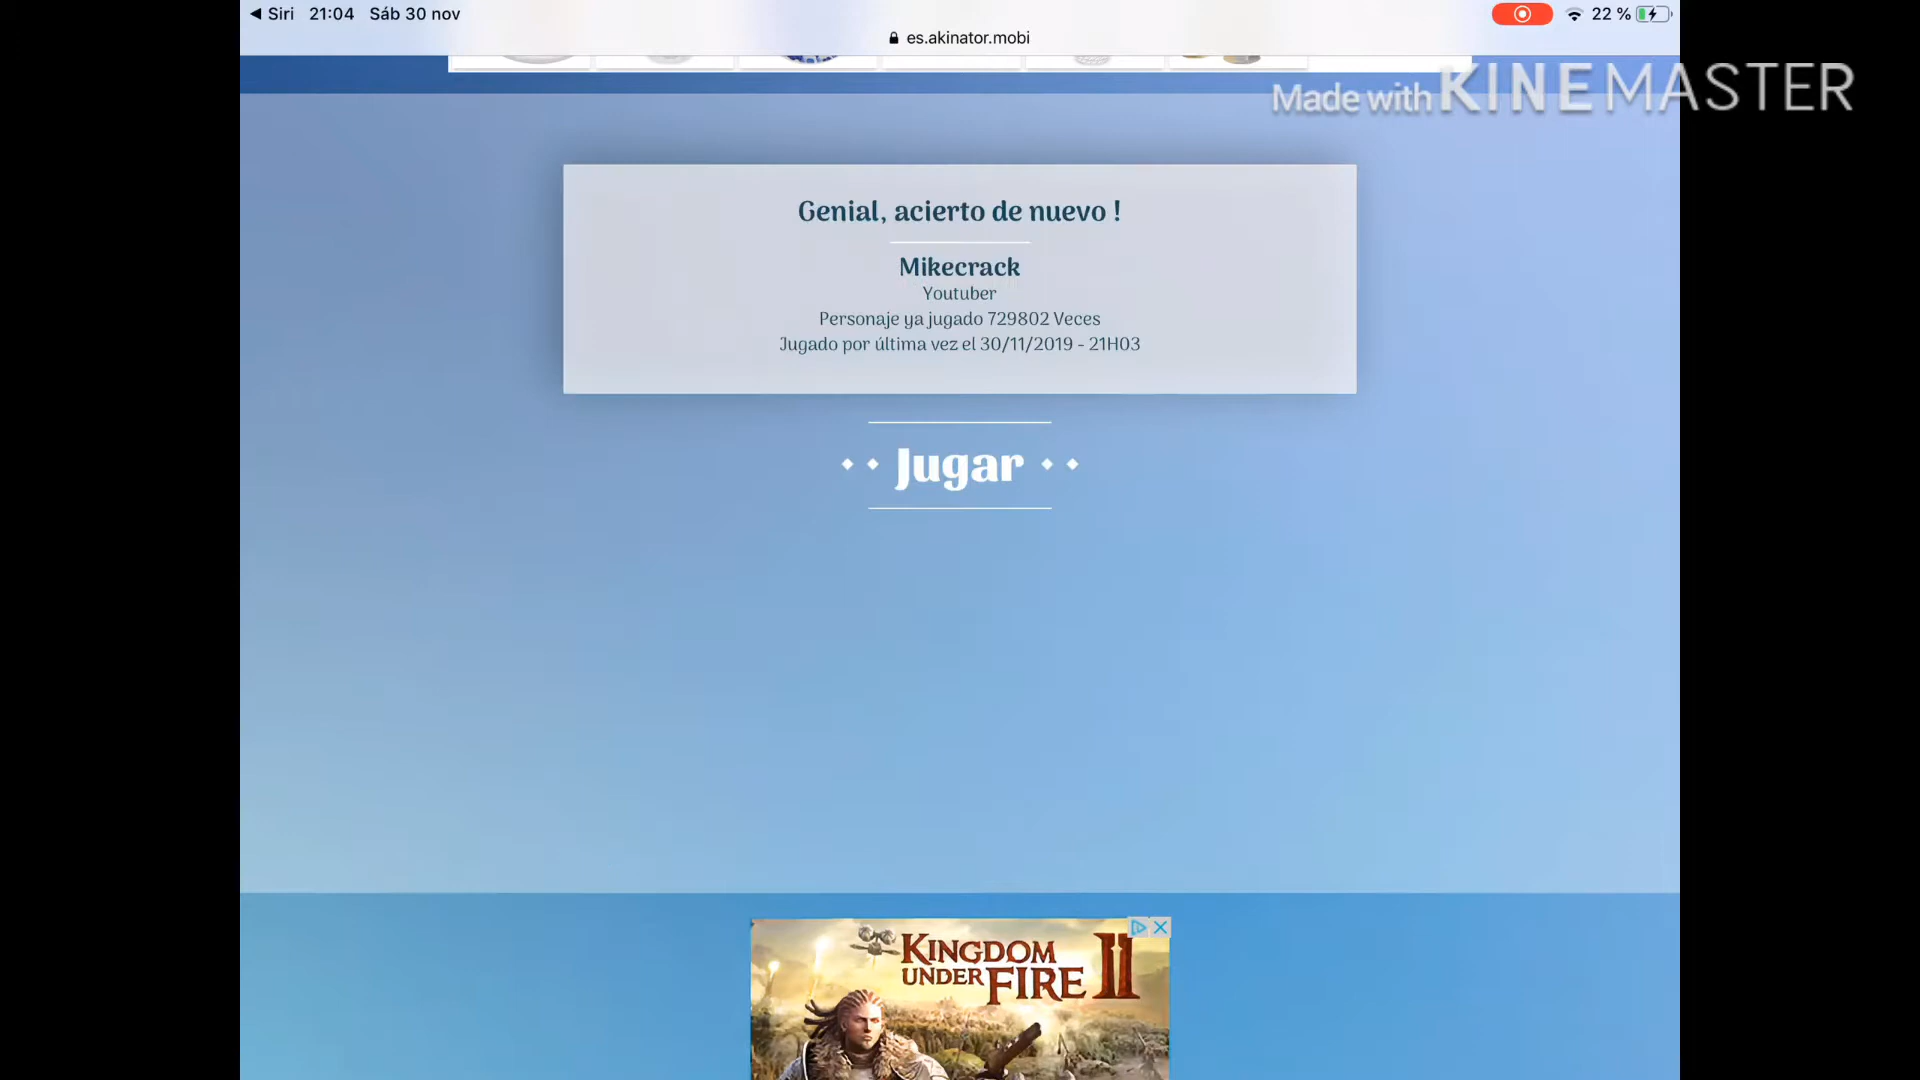 Siri 21:04 Sáb 30 nov
22 %
es.akinator.mobi
Made with KINEMASTER
Genial, acierto de nuevo !
Mikecrack
Youtuber
Personaje ya jugado 729802 Veces
Jugado por última vez el 30/11/2019 - 21H03
Jugar
KINGDOM
UNDER FIRE II